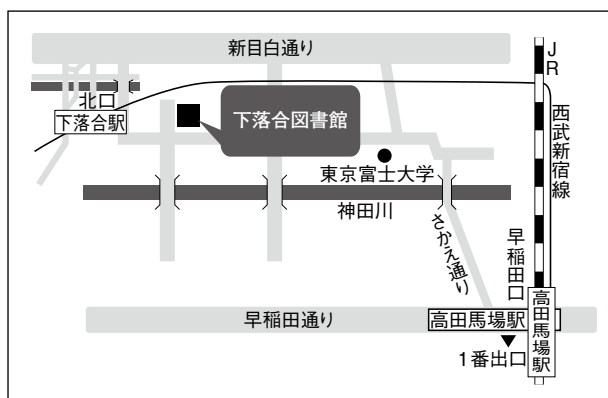 新目白通り
JR
北口
下落合駅
下落合図書館
西武新宿線
東京富士大学
神田川
さかえ通り
早稲田口
早稲田通り
高田馬場駅
高田馬場駅
1番出口